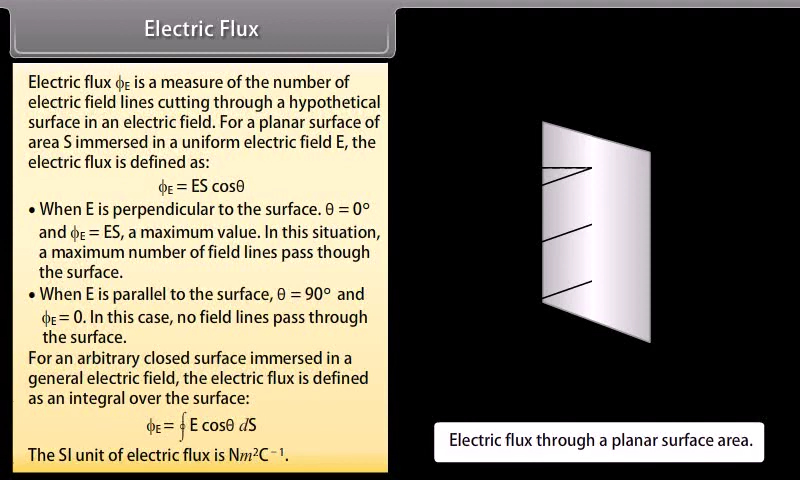 Electric Flux
Electric flux ϕE is a measure of the number of
electric field lines cutting through a hypothetical
surface in an electric field. For a planar surface of
area S immersed in a uniform electric field E, the
electric flux is defined as:
ϕE = ES cosθ
• When E is perpendicular to the surface. θ = 0°
and ϕE = ES, a maximum value. In this situation,
a maximum number of field lines pass though
the surface.
• When E is parallel to the surface, θ = 90° and
ϕE = 0. In this case, no field lines pass through
the surface.
For an arbitrary closed surface immersed in a
general electric field, the electric flux is defined
as an integral over the surface:
ϕE = ∮ E cosθ dS
The SI unit of electric flux is Nm²C⁻¹.
Electric flux through a planar surface area.